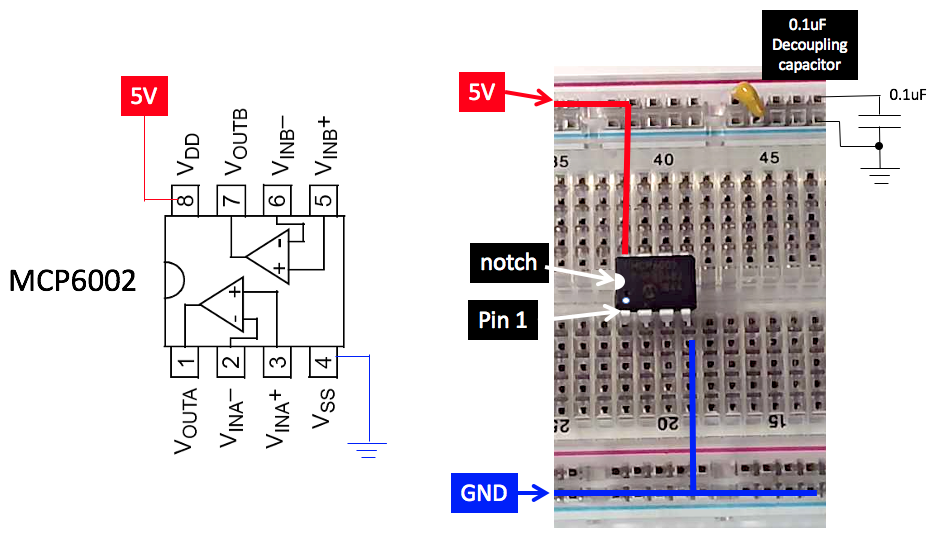 0.1uF
Decoupling
capacitor
5V
5V
0.1uF
VDD
VOUTB
VINB–
VINB+
35
40
45
8
7
6
5
-
+
MCP6002
notch
+
-
Pin 1
1
2
3
4
VOUTA
VINA–
VINA+
VSS
25
20
15
GND